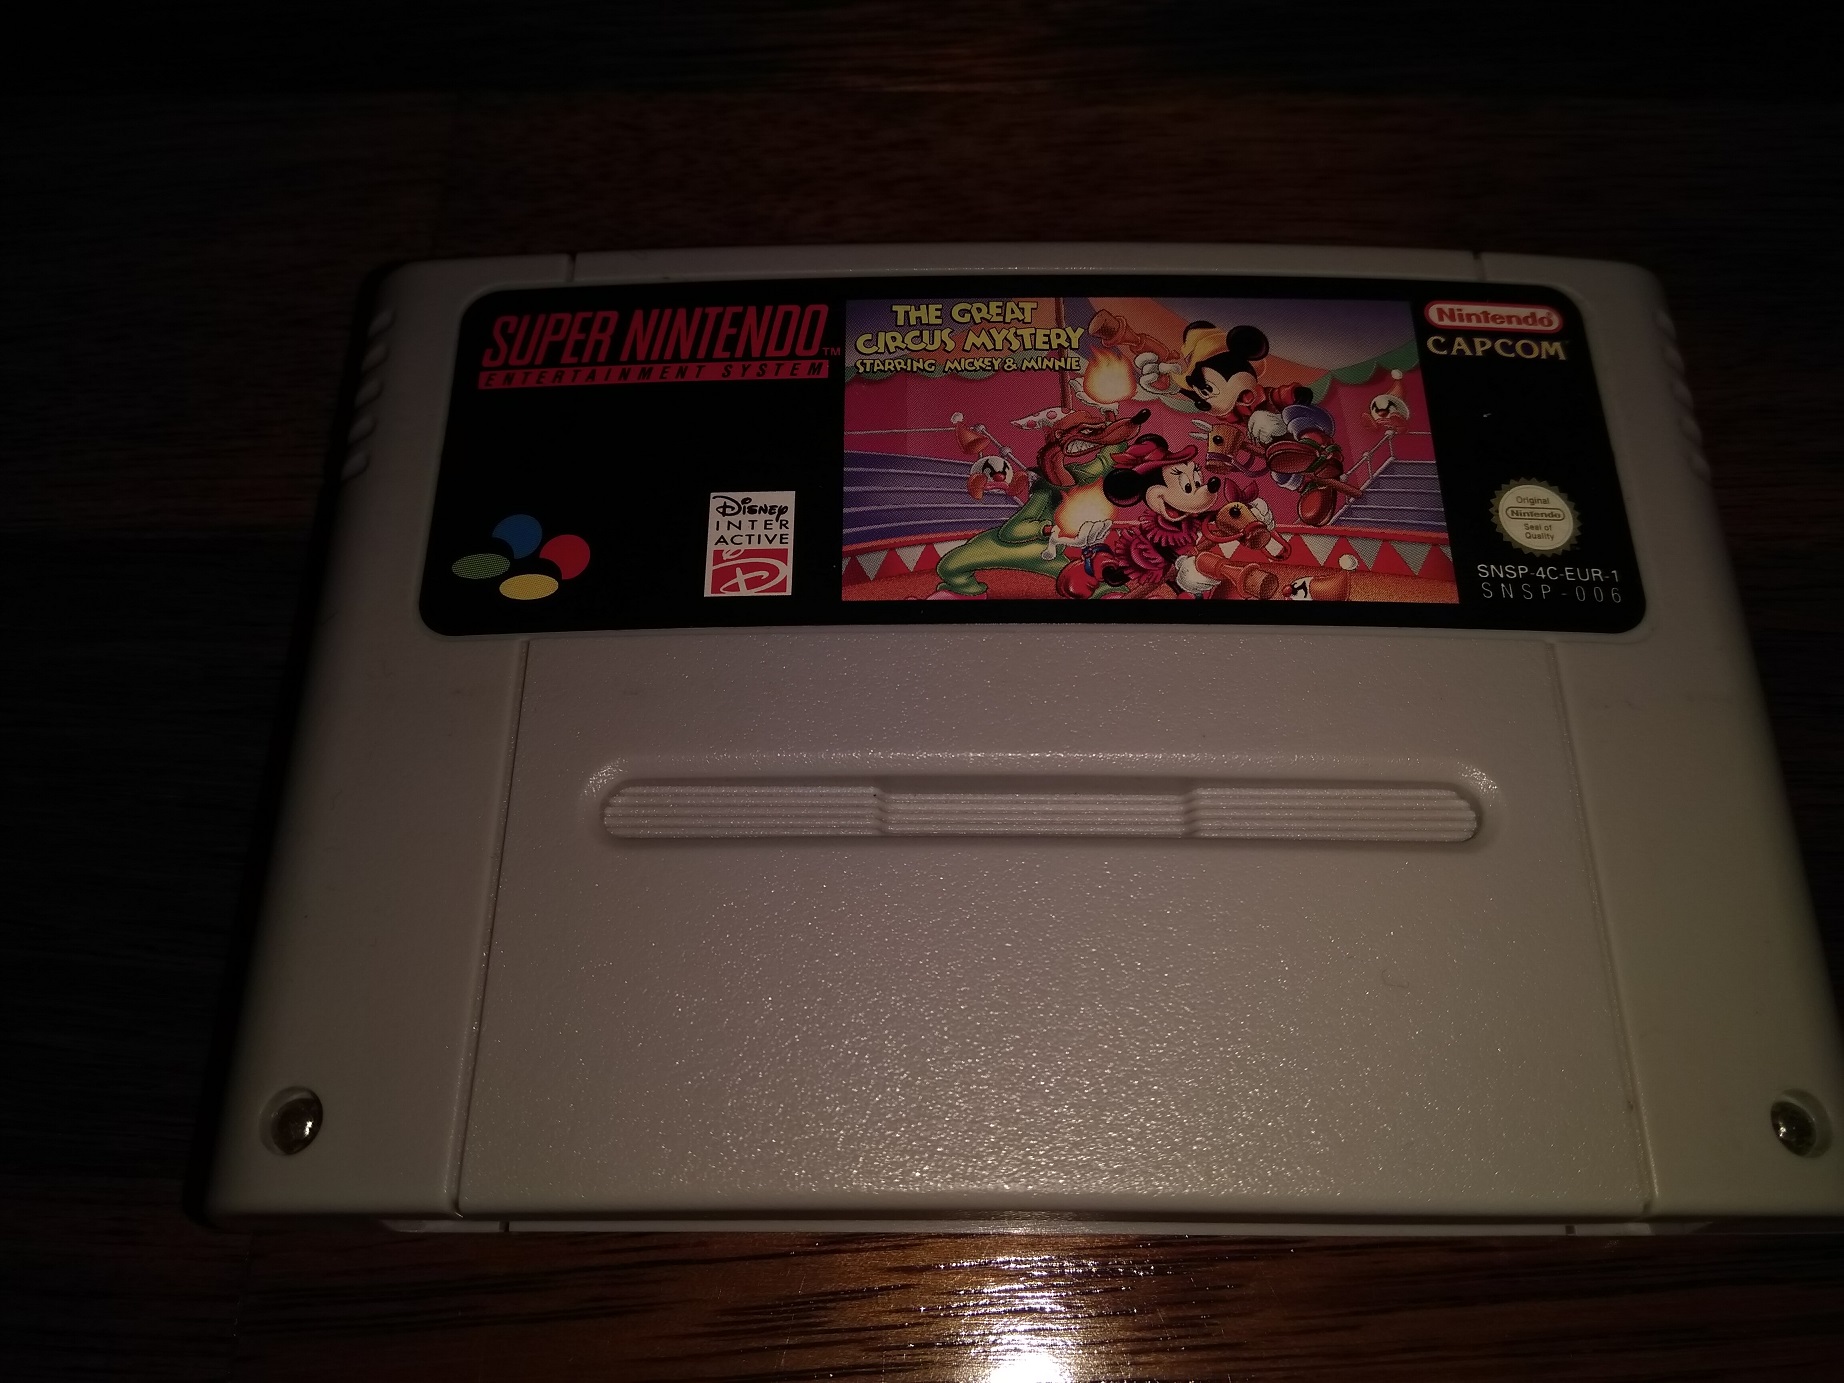 SUPER NINTENDO TM
ENTERTAINMENT SYSTEM
DISNEY
INTER
ACTIVE
D
THE GREAT
CIRCUS MYSTERY
STARRING MICKEY & MINNIE
Nintendo
CAPCOM
Original
Nintendo
Seal of
Quality
SNSP-4C-EUR-1
SNSP-006